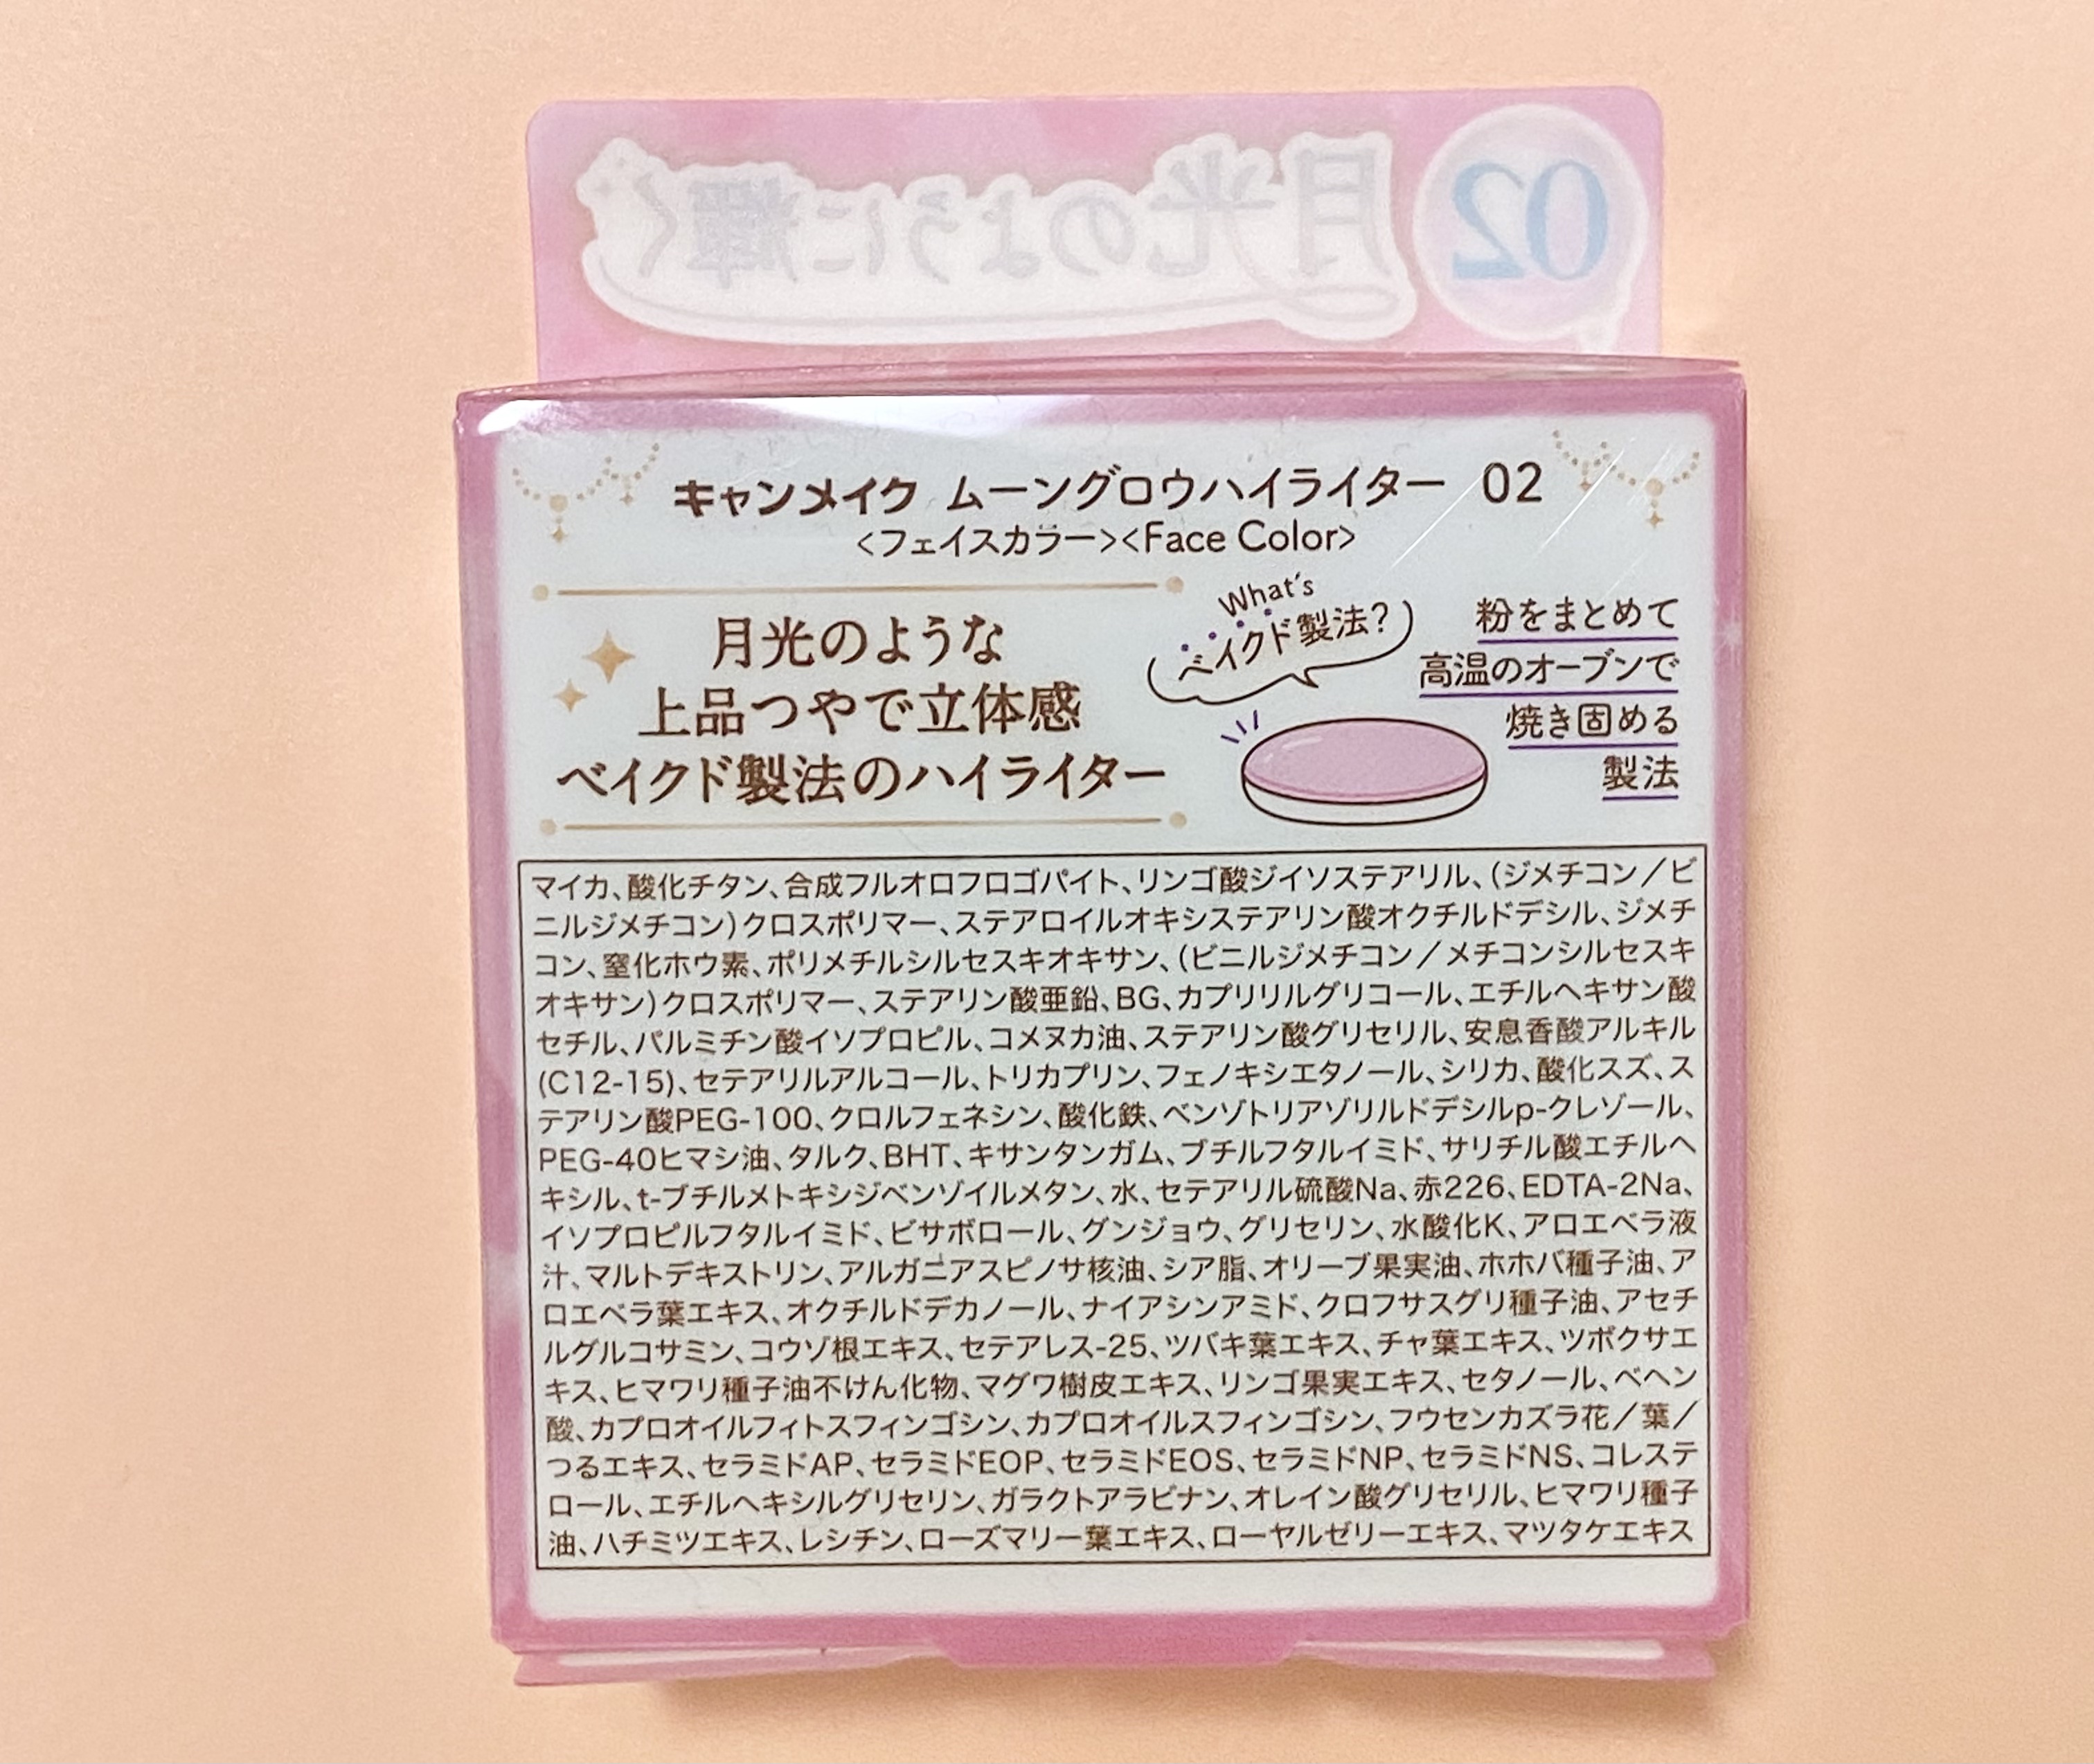 月光のように輝く 02
キャンメイク ムーングロウハイライター 02
<フェイスカラー><Face Color>
月光のような
上品つやで立体感
ベイクド製法のハイライター
What's
ベイクド製法?
粉をまとめて
高温のオーブンで
焼き固める
製法
マイカ、酸化チタン、合成フルオロフロゴパイト、リンゴ酸ジイソステアリル、(ジメチコン/ビ
ニルジメチコン)クロスポリマー、ステアロイルオキシステアリン酸オクチルドデシル、ジメチ
コン、窒化ホウ素、ポリメチルシルセスキオキサン、(ビニルジメチコン/メチコンシルセスキ
オキサン)クロスポリマー、ステアリン酸亜鉛、BG、カプリリルグリコール、エチルヘキサン酸
セチル、パルミチン酸イソプロピル、コメヌカ油、ステアリン酸グリセリル、安息香酸アルキル
(C12-15)、セテアリルアルコール、トリカプリン、フェノキシエタノール、シリカ、酸化スズ、ス
テアリン酸PEG-100、クロルフェネシン、酸化鉄、ベンゾトリアゾリルドデシルp-クレゾール、
PEG-40ヒマシ油、タルク、BHT、キサンタンガム、ブチルフタルイミド、サリチル酸エチルヘ
キシル、t-ブチルメトキシジベンゾイルメタン、水、セテアリル硫酸Na、赤226、EDTA-2Na、
イソプロピルフタルイミド、ビサボロール、グンジョウ、グリセリン、水酸化K、アロエベラ液
汁、マルトデキストリン、アルガニアスピノサ核油、シア脂、オリーブ果実油、ホホバ種子油、ア
ロエベラ葉エキス、オクチルドデカノール、ナイアシンアミド、クロフサスグリ種子油、アセチ
ルグルコサミン、コウゾ根エキス、セテアレス-25、ツバキ葉エキス、チャ葉エキス、ツボクサエ
キス、ヒマワリ種子油不けん化物、マグワ樹皮エキス、リンゴ果実エキス、セタノール、ベヘン
酸、カプロオイルフィトスフィンゴシン、カプロオイルスフィンゴシン、フウセンカズラ花/葉/
つるエキス、セラミドAP、セラミドEOP、セラミドEOS、セラミドNP、セラミドNS、コレステ
ロール、エチルヘキシルグリセリン、ガラクトアラビナン、オレイン酸グリセリル、ヒマワリ種子
油、ハチミツエキス、レシチン、ローズマリー葉エキス、ローヤルゼリーエキス、マツタケエキス